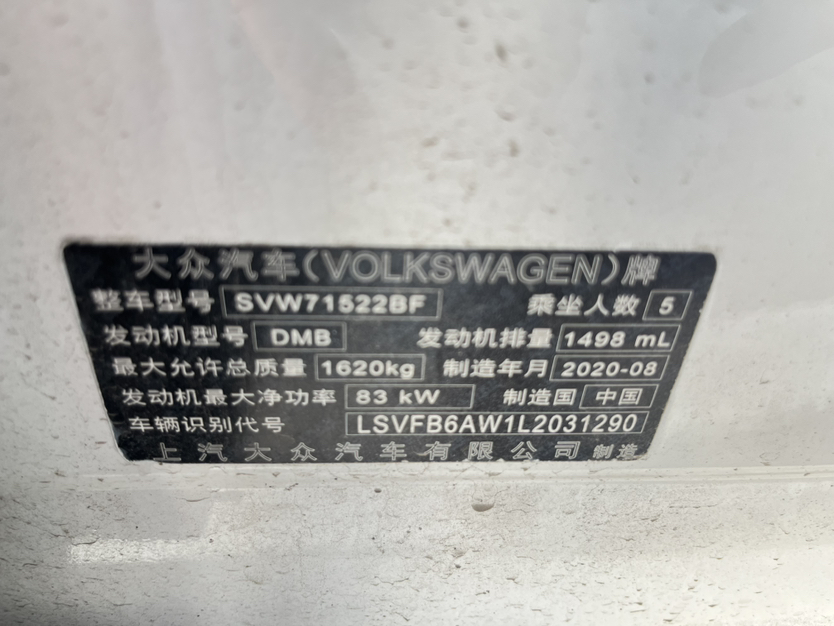 大众汽车(VOLKSWAGEN)牌
整车型号 SVW71522BF 乘坐人数 5
发动机型号 DMB 发动机排量 1498 mL
最大允许总质量 1620kg 制造年月 2020-08
发动机最大净功率 83 kW 制造国 中国
车辆识别代号 LSVFB6AW1L2031290
上汽大众汽车有限公司 制造